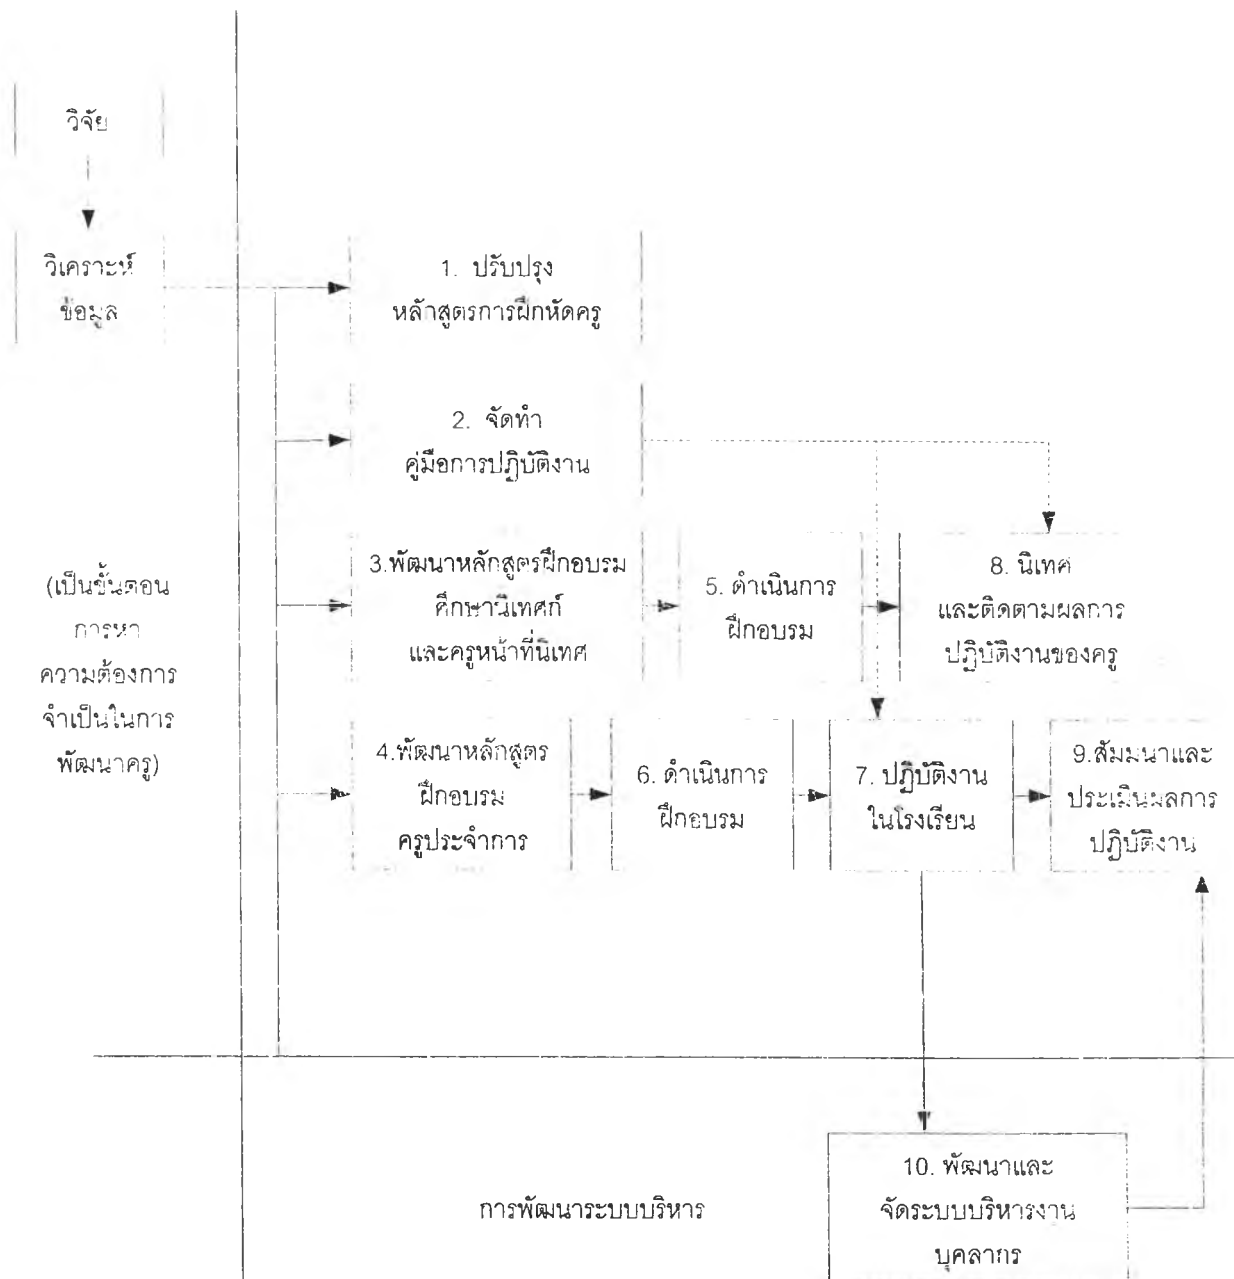 วิจัย
วิเคราะห์
ข้อมูล
(เป็นขั้นตอน
การหา
ความต้องการ
จำเป็นในการ
พัฒนาครู)
1. ปรับปรุง
หลักสูตรการฝึกหัดครู
2. จัดทำ
คู่มือการปฏิบัติงาน
3.พัฒนาหลักสูตรฝึกอบรม
ศึกษานิเทศก์
และครูหน้าที่นิเทศ
5. ดำเนินการ
ฝึกอบรม
8. นิเทศ
และติดตามผลการ
ปฏิบัติงานของครู
4.พัฒนาหลักสูตร
ฝึกอบรม
ครูประจำการ
6. ดำเนินการ
ฝึกอบรม
7. ปฏิบัติงาน
ในโรงเรียน
9.สัมมนาและ
ประเมินผลการ
ปฏิบัติงาน
การพัฒนาระบบบริหาร
10. พัฒนาและ
จัดระบบบริหารงาน
บุคลากร